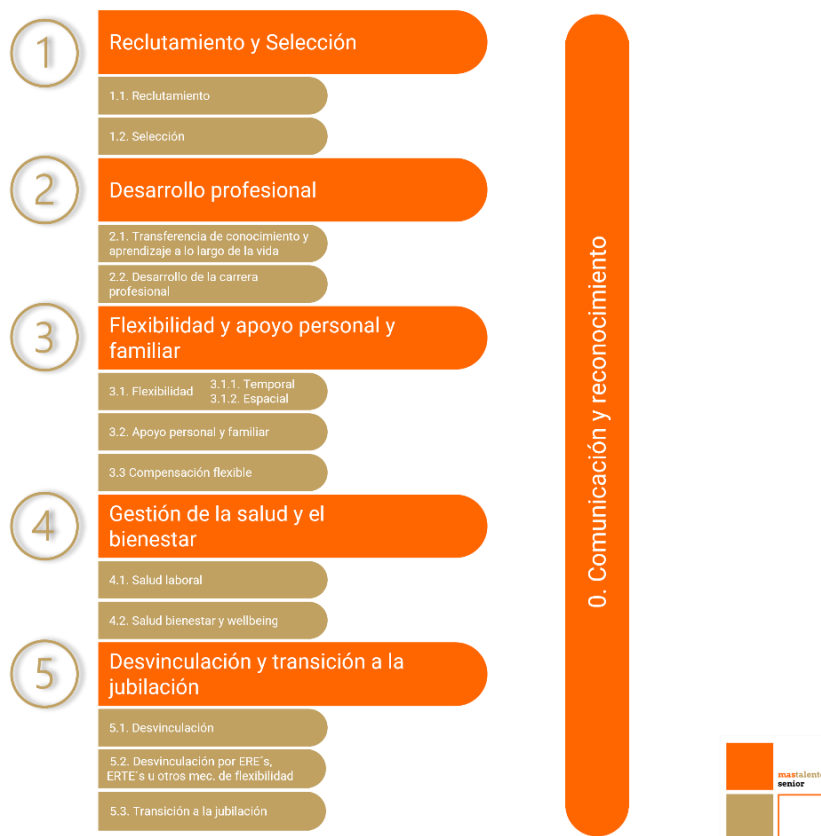 1
Reclutamiento y Selección
1.1. Reclutamiento
1.2. Selección
2
Desarrollo profesional
2.1. Transferencia de conocimiento y
aprendizaje a lo largo de la vida
2.2. Desarrollo de la carrera
profesional
3
Flexibilidad y apoyo personal y
familiar
3.1. Flexibilidad
3.1.1. Temporal
3.1.2. Espacial
3.2. Apoyo personal y familiar
3.3 Compensación flexible
4
Gestión de la salud y el
bienestar
4.1. Salud laboral
4.2. Salud bienestar y wellbeing
5
Desvinculación y transición a la
jubilación
5.1. Desvinculación
5.2. Desvinculación por ERE´s,
ERTE´s u otros mec. de flexibilidad
5.3. Transición a la jubilación
0. Comunicación y reconocimiento
mastalento
senior